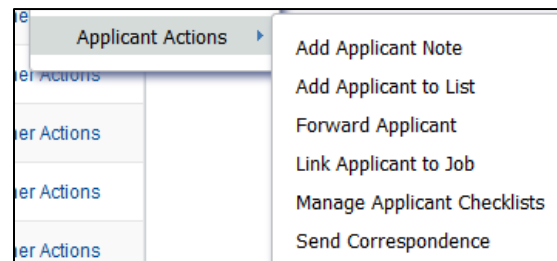 Applicant Actions
Add Applicant Note
Add Applicant to List
Forward Applicant
Link Applicant to Job
Manage Applicant Checklists
Send Correspondence
Actions
Actions
Actions
Actions